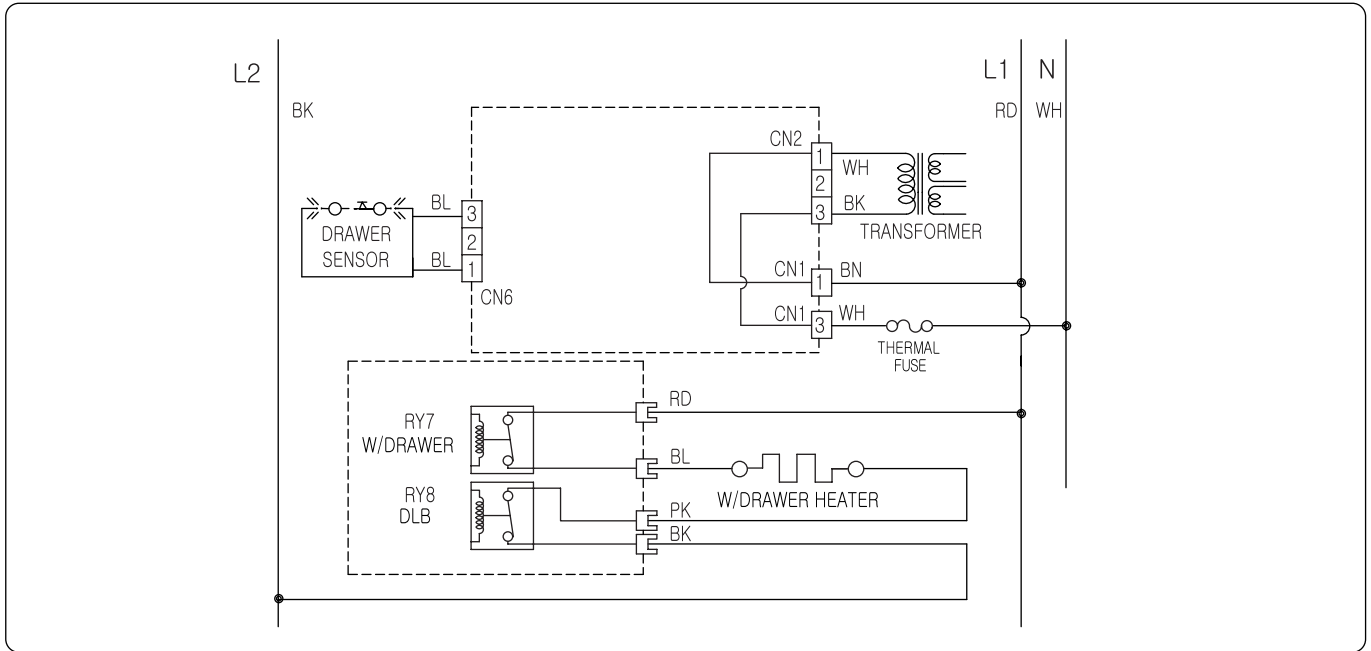 L2
L1 N
BK
RD WH
CN2
1
WH
2
BK
3
TRANSFORMER
BL
3
DRAWER
SENSOR
2
BL
1
CN6
CN1
1
BN
CN1
3
WH
THERMAL
FUSE
RY7
W/DRAWER
RD
BL
W/DRAWER HEATER
RY8
DLB
PK
BK